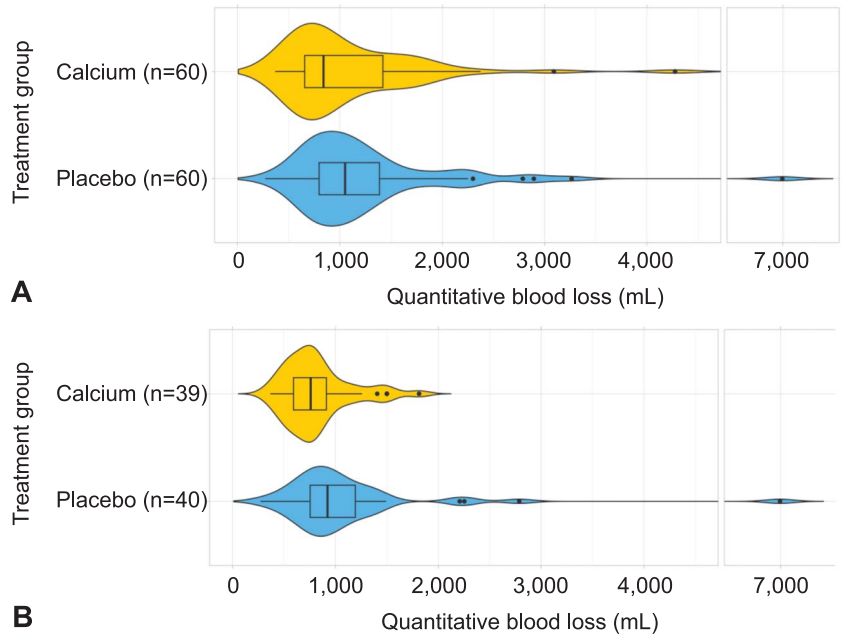 Treatment group
Calcium (n=60)
Placebo (n=60)
0 1,000 2,000 3,000 4,000 7,000
A
Quantitative blood loss (mL)
Treatment group
Calcium (n=39)
Placebo (n=40)
0 1,000 2,000 3,000 4,000 7,000
B
Quantitative blood loss (mL)